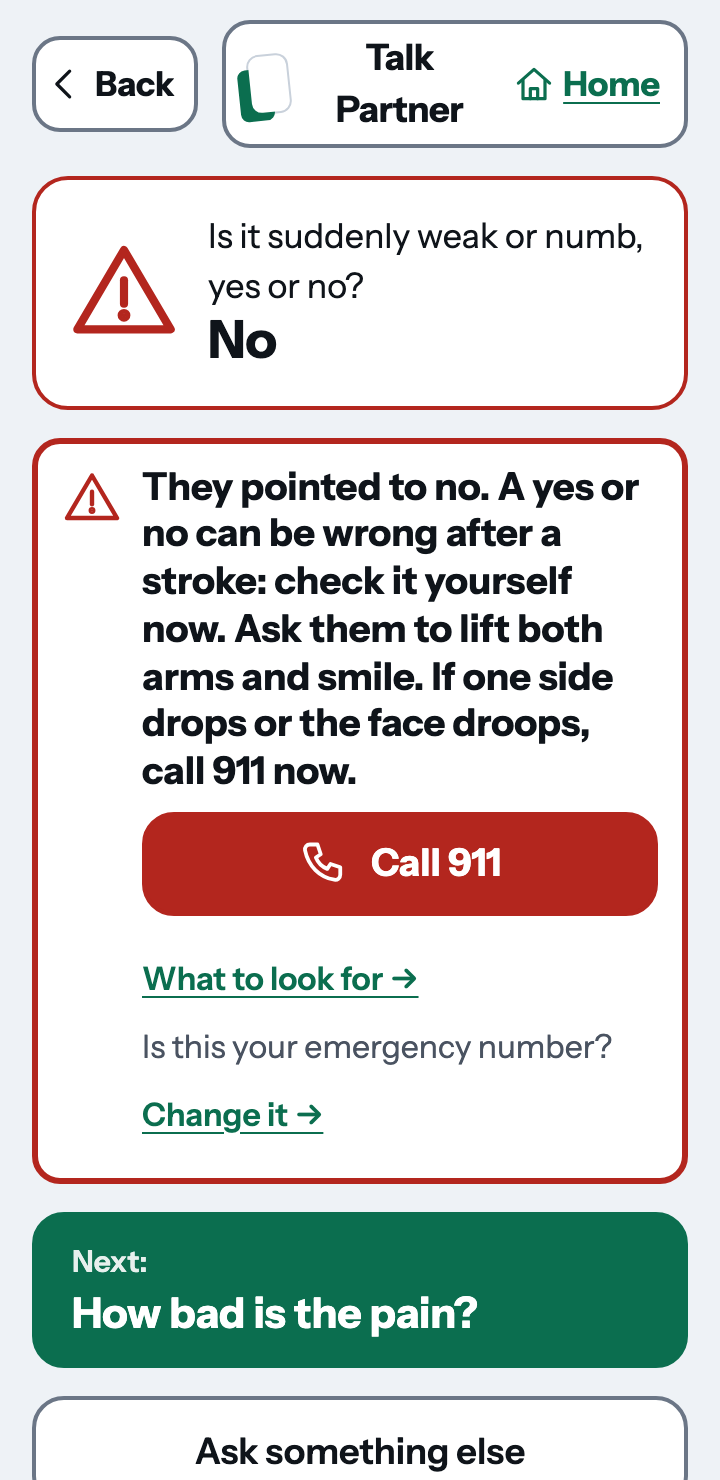 Back
Talk
Partner
Home
Is it suddenly weak or numb,
yes or no?
No
They pointed to no. A yes or
no can be wrong after a
stroke: check it yourself
now. Ask them to lift both
arms and smile. If one side
drops or the face droops,
call 911 now.
Call 911
What to look for →
Is this your emergency number?
Change it →
Next:
How bad is the pain?
Ask something else